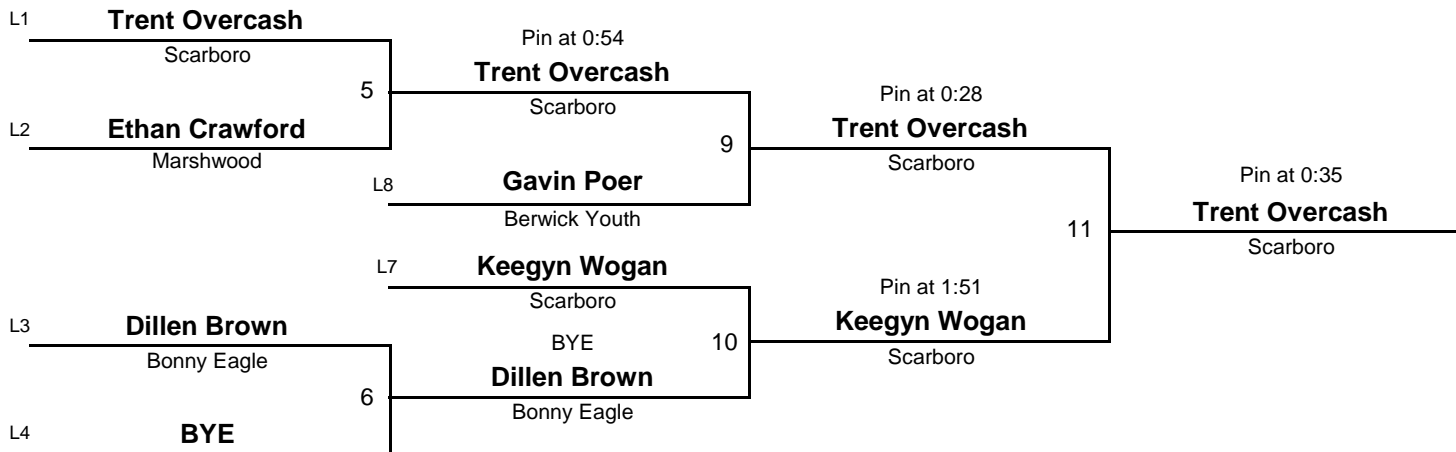 L1 Trent Overcash
Scarboro
5
L2 Ethan Crawford
Marshwood
Pin at 0:54
Trent Overcash
Scarboro
9
L8 Gavin Poer
Berwick Youth
L7 Keegyn Wogan
Scarboro
L3 Dillen Brown
Bonny Eagle
6
L4 BYE
BYE
10
Dillen Brown
Bonny Eagle
Pin at 0:28
Trent Overcash
Scarboro
11
Pin at 1:51
Keegyn Wogan
Scarboro
Pin at 0:35
Trent Overcash
Scarboro